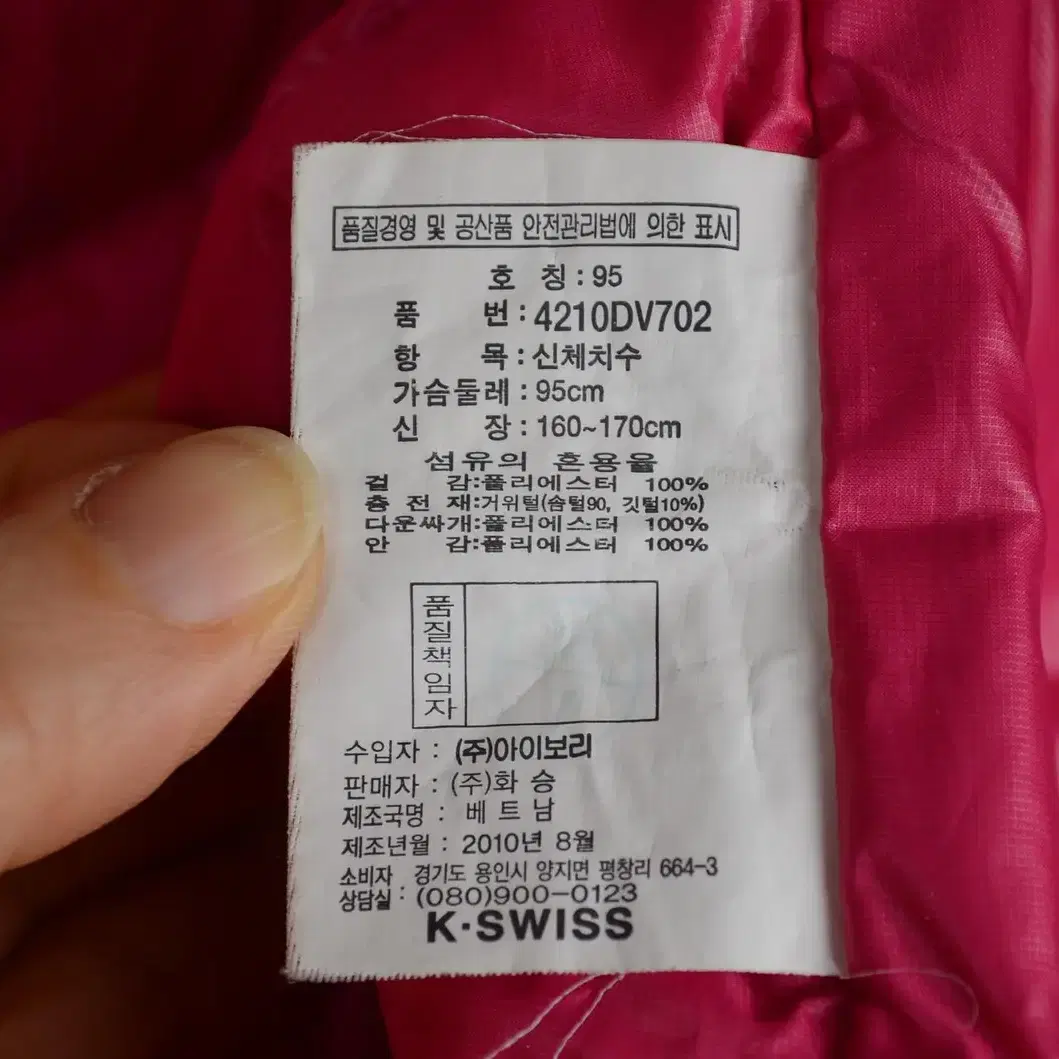 품질경영 및 공산품 안전관리법에 의한 표시
호 칭 : 95
품 번 : 4210DV702
항 목 : 신체치수
가슴둘레 : 95cm
신 장 : 160~170cm
섬유의 혼용율
겉 감:폴리에스터 100%
충 전 재:거위털(솜털90, 깃털10%)
다운싸개:폴리에스터 100%
안 감:폴리에스터 100%
품질책임자
수입자 : (주)아이보리
판매자 : (주)화 승
제조국명 : 베 트 남
제조년월 : 2010년 8월
소비자 경기도 용인시 양지면 평창리 664-3
상담실 : (080)900-0123
K·SWISS